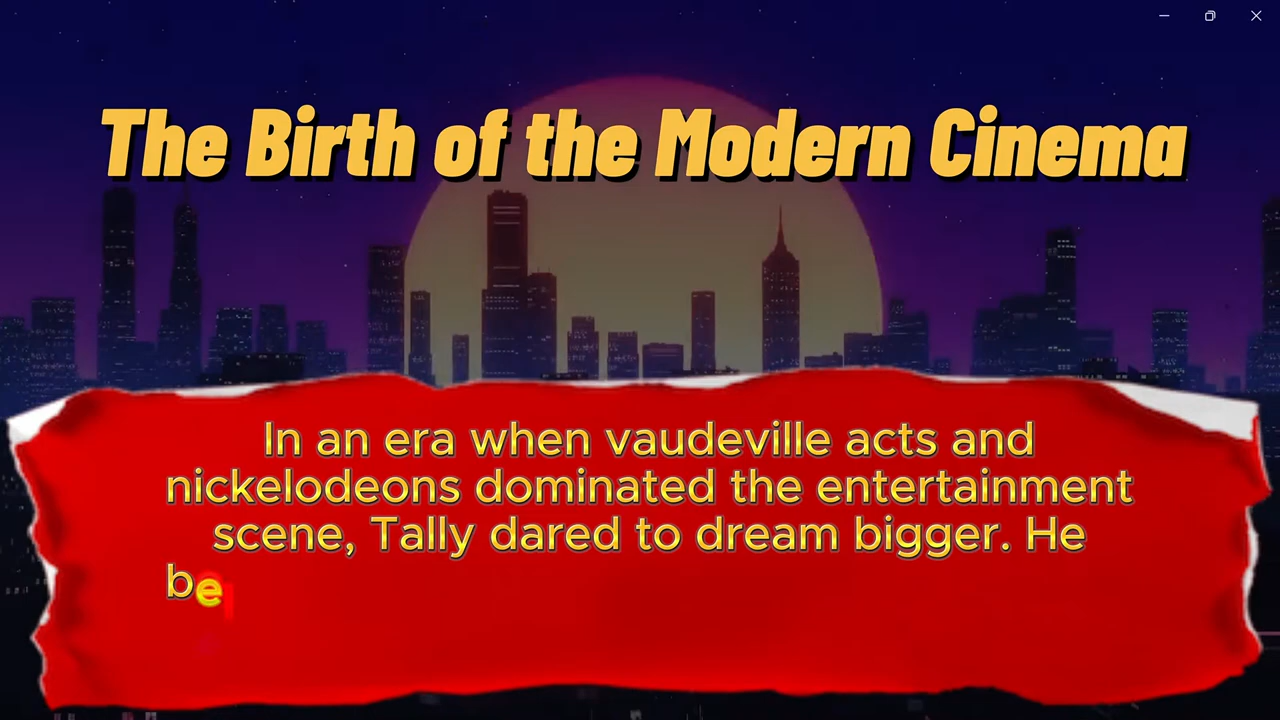 The Birth of the Modern Cinema
In an era when vaudeville acts and
nickelodeons dominated the entertainment
scene, Tally dared to dream bigger. He
be